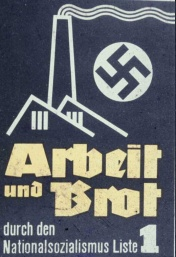 Arbeit
und Brot
durch den
Nationalsozialismus Liste 1